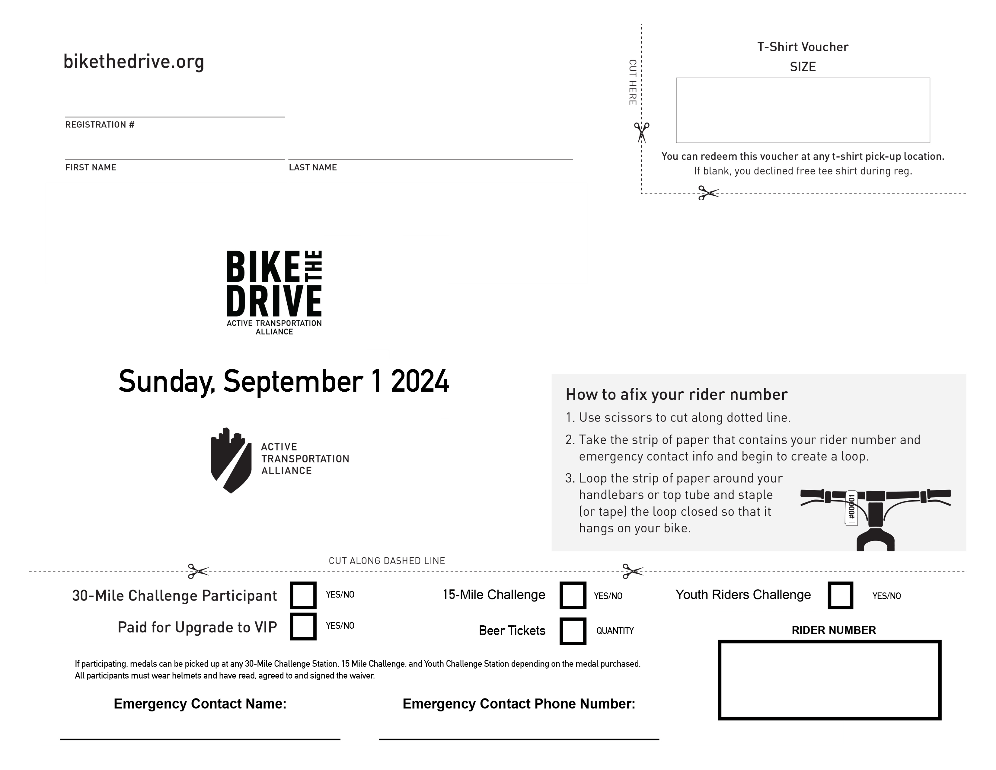 bikethedrive.org
REGISTRATION #
FIRST NAME
LAST NAME
CUT HERE
T-Shirt Voucher
SIZE
You can redeem this voucher at any t-shirt pick-up location.
If blank, you declined free tee shirt during reg.
BIKE THE
DRIVE
ACTIVE TRANSPORTATION
ALLIANCE
Sunday, September 1 2024
ACTIVE
TRANSPORTATION
ALLIANCE
How to afix your rider number
1. Use scissors to cut along dotted line.
2. Take the strip of paper that contains your rider number and
emergency contact info and begin to create a loop.
3. Loop the strip of paper around your
handlebars or top tube and staple
(or tape) the loop closed so that it
hangs on your bike.
#00001
CUT ALONG DASHED LINE
30-Mile Challenge Participant
YES/NO
15-Mile Challenge
YES/NO
Youth Riders Challenge
YES/NO
Paid for Upgrade to VIP
YES/NO
Beer Tickets
QUANTITY
RIDER NUMBER
If participating, medals can be picked up at any 30-Mile Challenge Station, 15 Mile Challenge, and Youth Challenge Station depending on the medal purchased.
All participants must wear helmets and have read, agreed to and signed the waiver.
Emergency Contact Name:
Emergency Contact Phone Number: